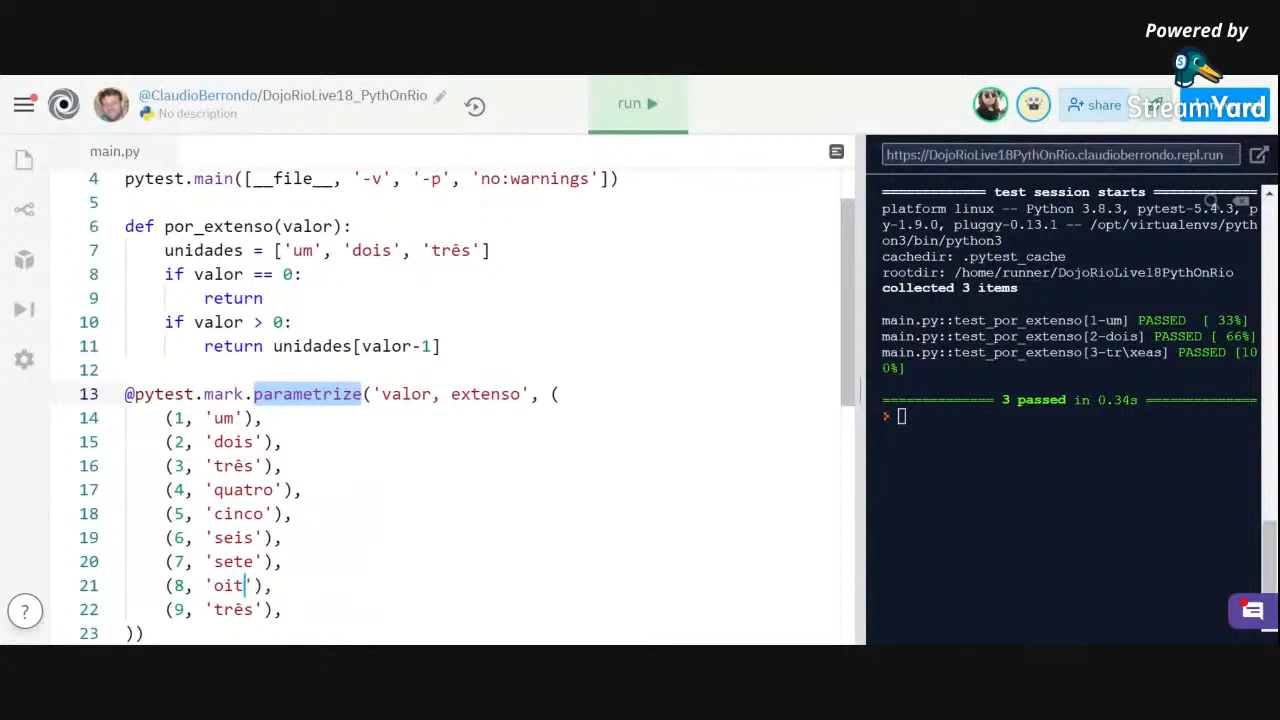 Powered by
StreamYard
@ClaudioBerrondo/DojoRioLive18_PythOnRio
No description
run
share
main.py
https://DojoRioLive18PythOnRio.claudioberrondo.repl.run
4 pytest.main([__file__, '-v', '-p', 'no:warnings'])
5
6 def por_extenso(valor):
7 unidades = ['um', 'dois', 'três']
8 if valor == 0:
9 return
10 if valor > 0:
11 return unidades[valor-1]
12
13 @pytest.mark.parametrize('valor, extenso', (
14 (1, 'um'),
15 (2, 'dois'),
16 (3, 'três'),
17 (4, 'quatro'),
18 (5, 'cinco'),
19 (6, 'seis'),
20 (7, 'sete'),
21 (8, 'oit'),
22 (9, 'três'),
23 ))
============= test session starts =============
platform linux -- Python 3.8.3, pytest-5.4.3, p
y-1.9.0, pluggy-0.13.1 -- /opt/virtualenvs/pyth
on3/bin/python3
cachedir: .pytest_cache
rootdir: /home/runner/DojoRioLive18PythOnRio
collected 3 items
main.py::test_por_extenso[1-um] PASSED [ 33%]
main.py::test_por_extenso[2-dois] PASSED [ 66%]
main.py::test_por_extenso[3-tr\xeas] PASSED [10
0%]
============== 3 passed in 0.34s ==============
?